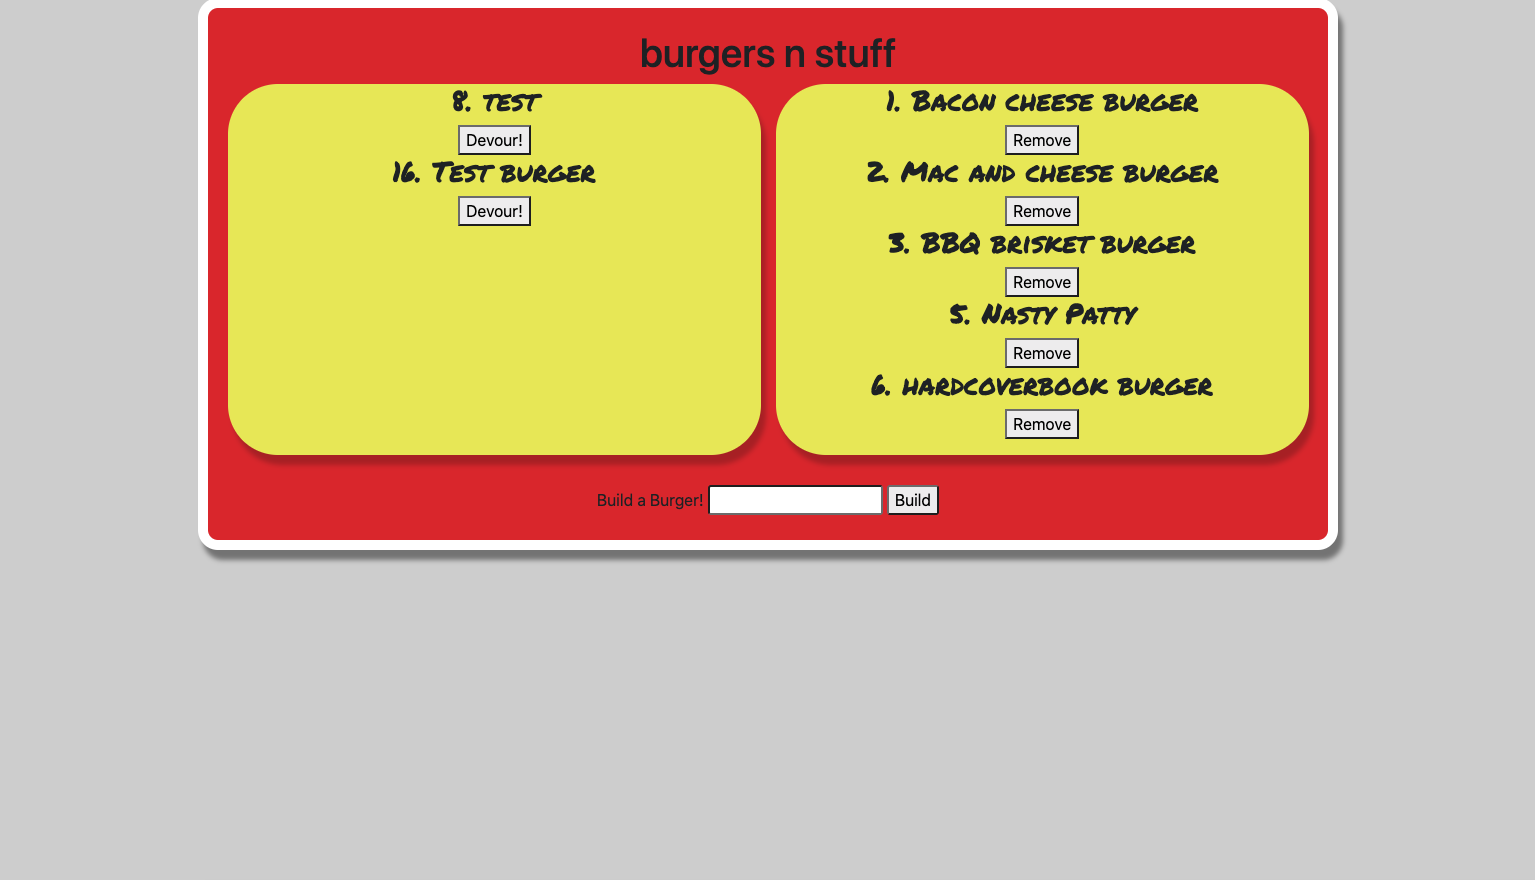 burgers n stuff
8. test
Devour!
16. Test burger
Devour!
1. Bacon cheese burger
Remove
2. Mac and cheese burger
Remove
3. BBQ brisket burger
Remove
5. Nasty Patty
Remove
6. hardcoverbook burger
Remove
Build a Burger! Build